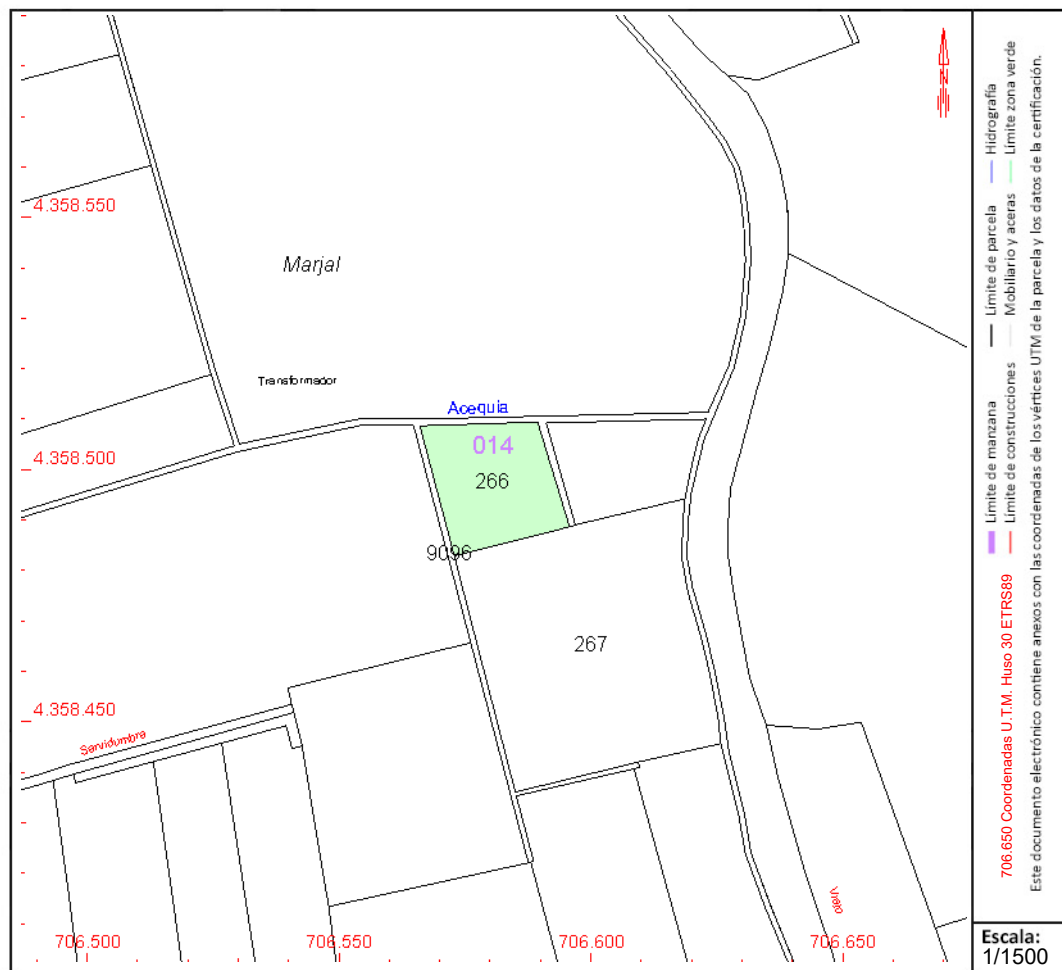 4.358.550
Marjal
Transformador
Acequia
014
4.358.500
266
9096
267
4.358.450
Servidumbre
706.500
706.550
706.600
706.650
N
Límite de manzana
Límite de parcela
Hidrografía
Límite de construcciones
Mobiliario y aceras
Límite zona verde
706.650 Coordenadas U.T.M. Huso 30 ETRS89
Este documento electrónico contiene anexos con las coordenadas de los vértices UTM de la parcela y los datos de la certificación.
Escala:
1/1500